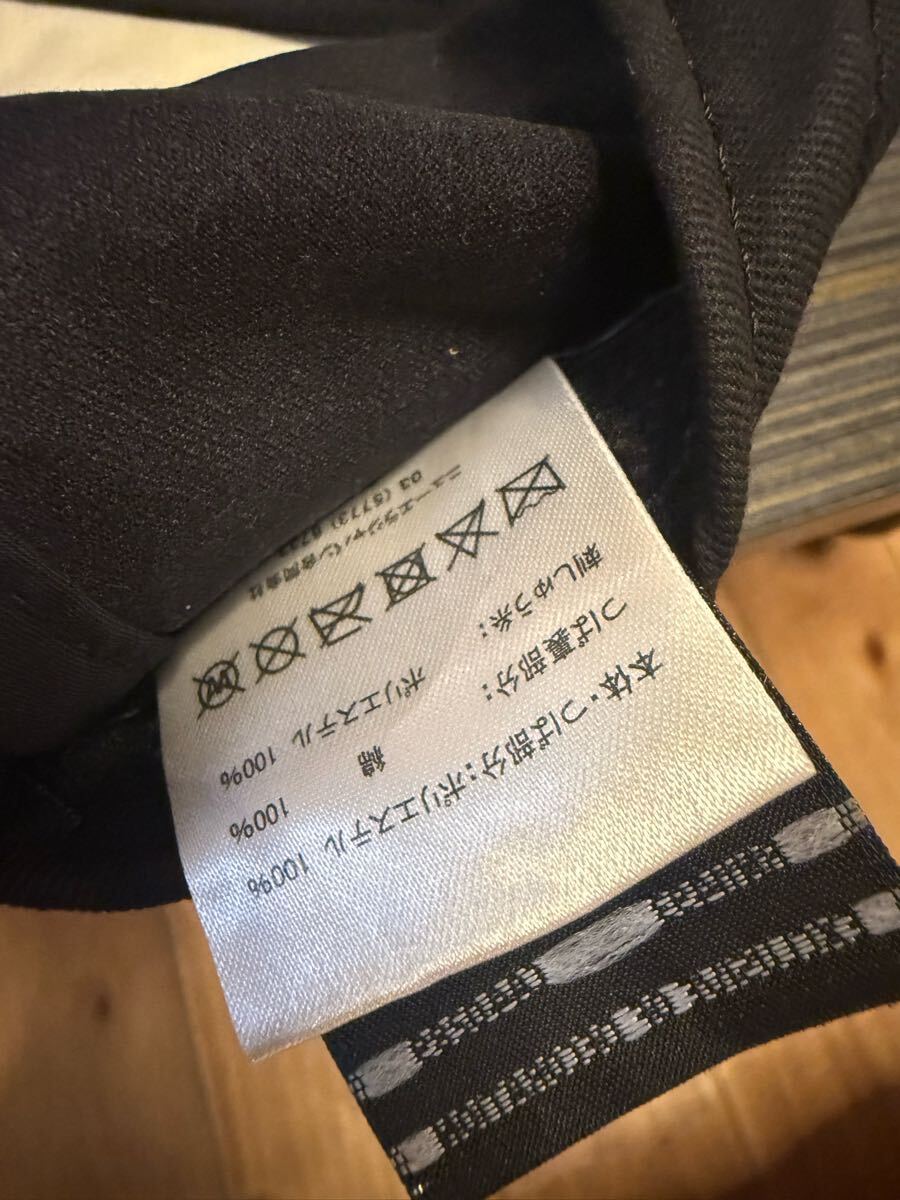 本体・つば部分:ポリエステル 100%
つば裏部分: 綿 100%
刺しゅう糸: ポリエステル 100%
ニューエラジャパン合同会社